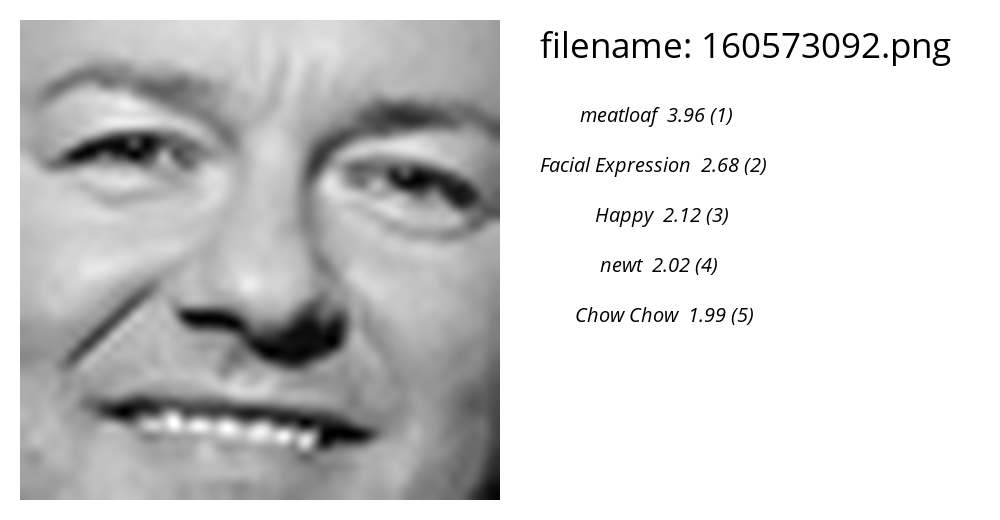 filename: 160573092.png
meatloaf 3.96 (1)
Facial Expression 2.68 (2)
Happy 2.12 (3)
newt 2.02 (4)
Chow Chow 1.99 (5)